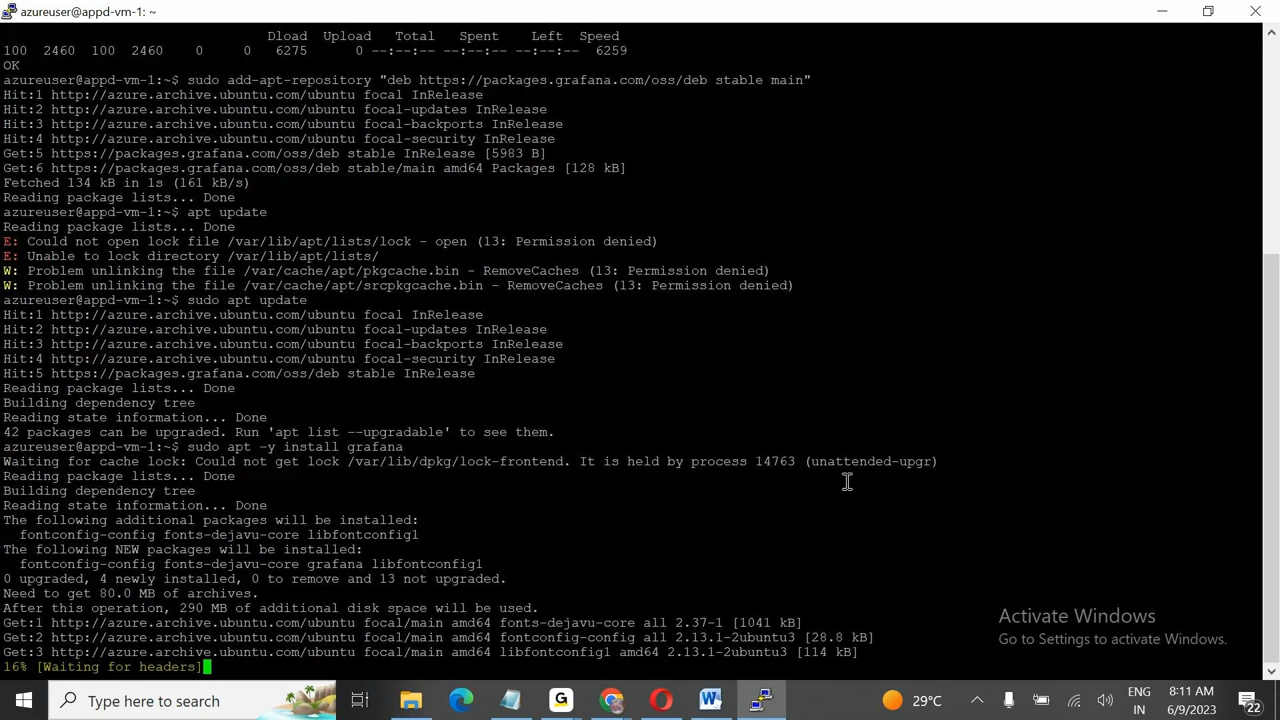 azureuser@appd-vm-1: ~
Dload  Upload   Total   Spent    Left  Speed
100  2460  100  2460    0     0   6275      0 --:--:-- --:--:-- --:--:--  6259
OK
azureuser@appd-vm-1:~$ sudo add-apt-repository "deb https://packages.grafana.com/oss/deb stable main"
Hit:1 http://azure.archive.ubuntu.com/ubuntu focal InRelease
Hit:2 http://azure.archive.ubuntu.com/ubuntu focal-updates InRelease
Hit:3 http://azure.archive.ubuntu.com/ubuntu focal-backports InRelease
Hit:4 http://azure.archive.ubuntu.com/ubuntu focal-security InRelease
Get:5 https://packages.grafana.com/oss/deb stable InRelease [5983 B]
Get:6 https://packages.grafana.com/oss/deb stable/main amd64 Packages [128 kB]
Fetched 134 kB in 1s (161 kB/s)
Reading package lists... Done
azureuser@appd-vm-1:~$ apt update
Reading package lists... Done
E: Could not open lock file /var/lib/apt/lists/lock - open (13: Permission denied)
E: Unable to lock directory /var/lib/apt/lists/
W: Problem unlinking the file /var/cache/apt/pkgcache.bin - RemoveCaches (13: Permission denied)
W: Problem unlinking the file /var/cache/apt/srcpkgcache.bin - RemoveCaches (13: Permission denied)
azureuser@appd-vm-1:~$ sudo apt update
Hit:1 http://azure.archive.ubuntu.com/ubuntu focal InRelease
Hit:2 http://azure.archive.ubuntu.com/ubuntu focal-updates InRelease
Hit:3 http://azure.archive.ubuntu.com/ubuntu focal-backports InRelease
Hit:4 http://azure.archive.ubuntu.com/ubuntu focal-security InRelease
Hit:5 https://packages.grafana.com/oss/deb stable InRelease
Reading package lists... Done
Building dependency tree
Reading state information... Done
42 packages can be upgraded. Run 'apt list --upgradable' to see them.
azureuser@appd-vm-1:~$ sudo apt -y install grafana
Waiting for cache lock: Could not get lock /var/lib/dpkg/lock-frontend. It is held by process 14763 (unattended-upgr)
Reading package lists... Done
Building dependency tree
Reading state information... Done
The following additional packages will be installed:
fontconfig-config fonts-dejavu-core libfontconfig1
The following NEW packages will be installed:
fontconfig-config fonts-dejavu-core grafana libfontconfig1
0 upgraded, 4 newly installed, 0 to remove and 13 not upgraded.
Need to get 80.0 MB of archives.
After this operation, 290 MB of additional disk space will be used.
Get:1 http://azure.archive.ubuntu.com/ubuntu focal/main amd64 fonts-dejavu-core all 2.37-1 [1041 kB]
Get:2 http://azure.archive.ubuntu.com/ubuntu focal/main amd64 fontconfig-config all 2.13.1-2ubuntu3 [28.8 kB]
Get:3 http://azure.archive.ubuntu.com/ubuntu focal/main amd64 libfontconfig1 amd64 2.13.1-2ubuntu3 [114 kB]
16% [Waiting for headers]
Activate Windows
Go to Settings to activate Windows.
Type here to search
29°C
ENG
IN
8:11 AM
6/9/2023
22